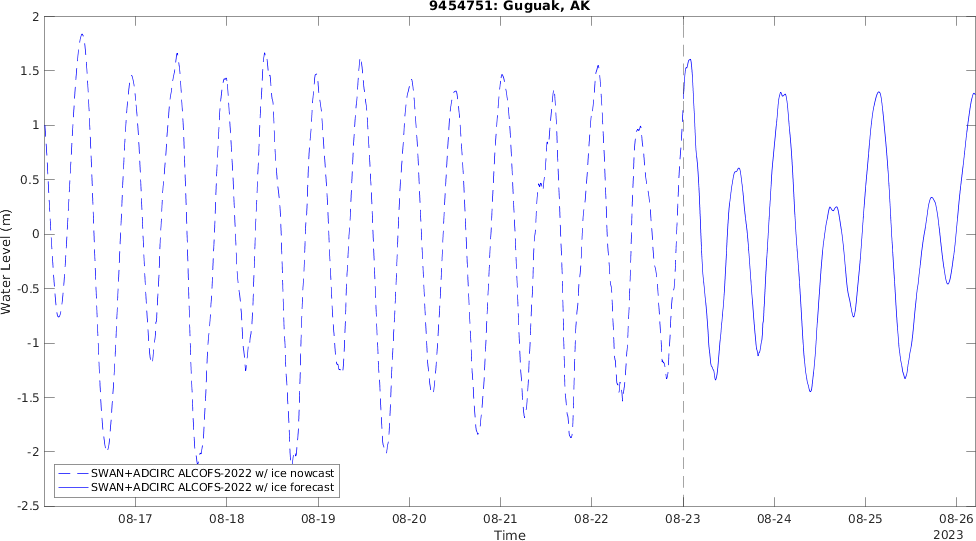 9454751: Guguak, AK
Water Level (m)
2
1.5
1
0.5
0
-0.5
-1
-1.5
-2
-2.5
SWAN+ADCIRC ALCOFS-2022 w/ ice nowcast
SWAN+ADCIRC ALCOFS-2022 w/ ice forecast
08-17 08-18 08-19 08-20 08-21 08-22 08-23 08-24 08-25 08-26
Time
2023